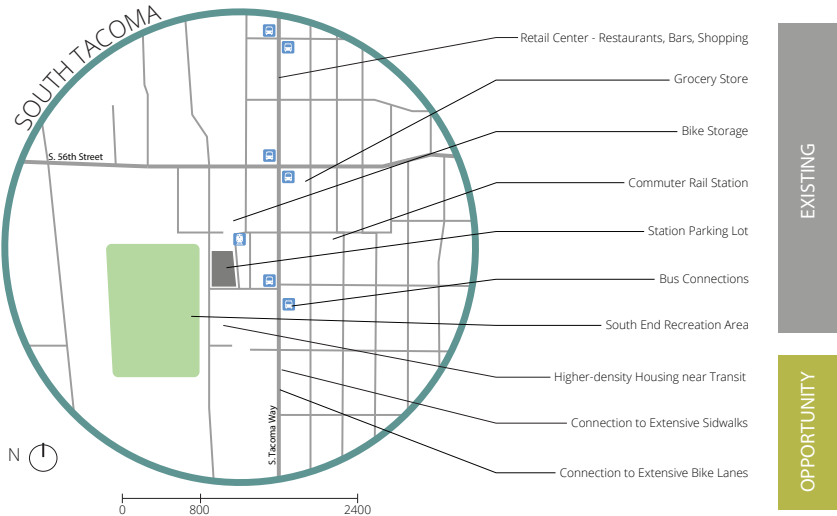 SOUTH TACOMA
Retail Center - Restaurants, Bars, Shopping
Grocery Store
Bike Storage
S. 56th Street
Commuter Rail Station
Station Parking Lot
Bus Connections
South End Recreation Area
Higher-density Housing near Transit
Connection to Extensive Sidwalks
Connection to Extensive Bike Lanes
S. Tacoma Way
EXISTING
OPPORTUNITY
N
0 800 2400